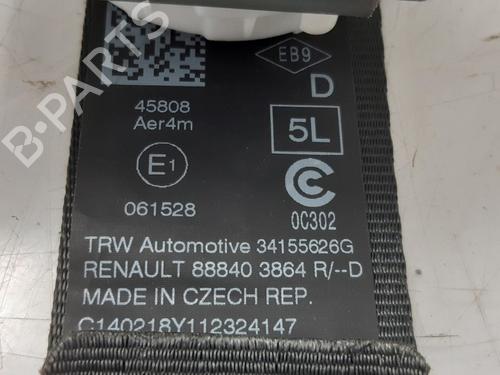 B-PARTS
EB9
D
45808
Aer4m
5L
E1
C
061528
0C302
TRW Automotive 34155626G
RENAULT 88840 3864 R/--D
MADE IN CZECH REP.
C140218Y112324147